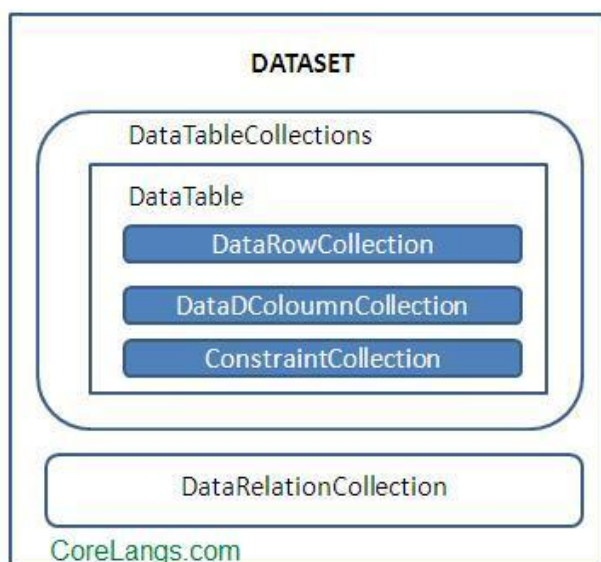 DATASET
DataTableCollections
DataTable
DataRowCollection
DataDColoumnCollection
ConstraintCollection
DataRelationCollection
CoreLangs.com